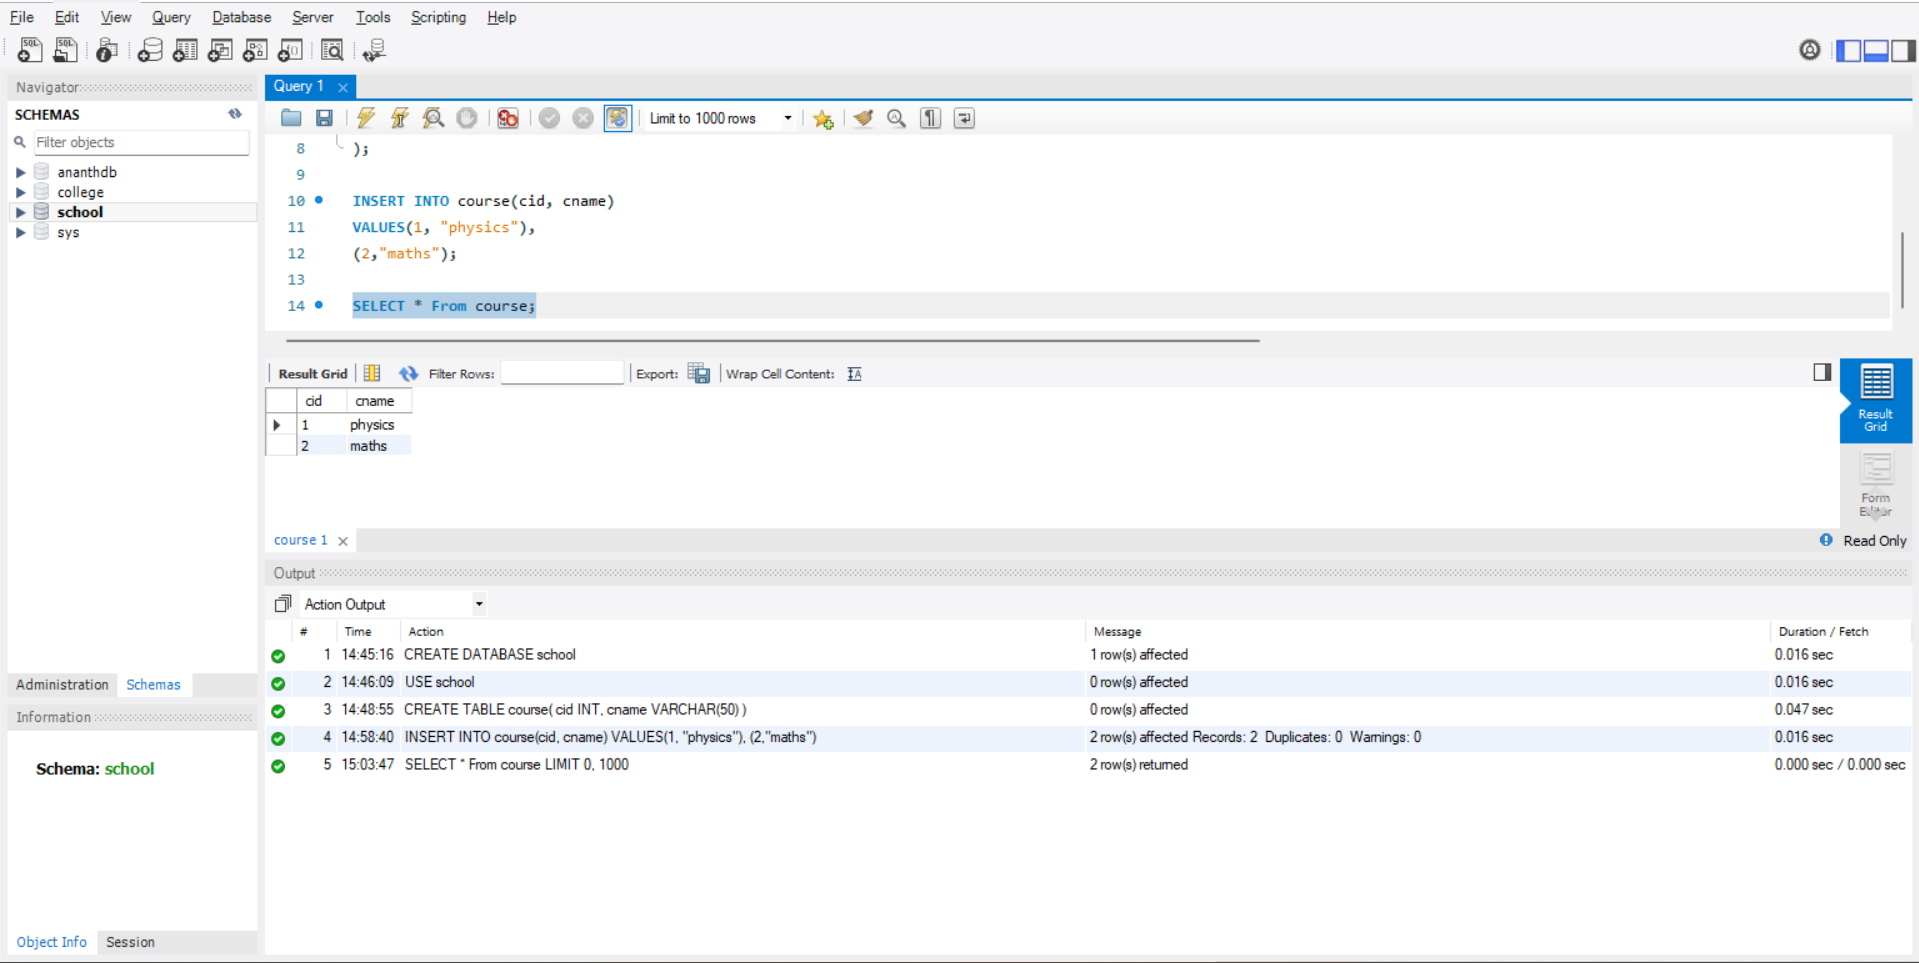 File Edit View Query Database Server Tools Scripting Help
Navigator
SCHEMAS
Filter objects
ananthdb
college
school
sys
Administration Schemas
Information
Schema: school
Object Info Session
Query 1
Limit to 1000 rows
8 );
9
10 INSERT INTO course(cid, cname)
11 VALUES(1, "physics"),
12 (2,"maths");
13
14 SELECT * From course;
Result Grid Filter Rows: Export: Wrap Cell Content:
cid cname
1 physics
2 maths
Result
Grid
Form
Editor
course 1 Read Only
Output
Action Output
# Time Action Message Duration / Fetch
1 14:45:16 CREATE DATABASE school 1 row(s) affected 0.016 sec
2 14:46:09 USE school 0 row(s) affected 0.016 sec
3 14:48:55 CREATE TABLE course( cid INT, cname VARCHAR(50) ) 0 row(s) affected 0.047 sec
4 14:58:40 INSERT INTO course(cid, cname) VALUES(1, "physics"), (2,"maths") 2 row(s) affected Records: 2 Duplicates: 0 Warnings: 0 0.016 sec
5 15:03:47 SELECT * From course LIMIT 0, 1000 2 row(s) returned 0.000 sec / 0.000 sec